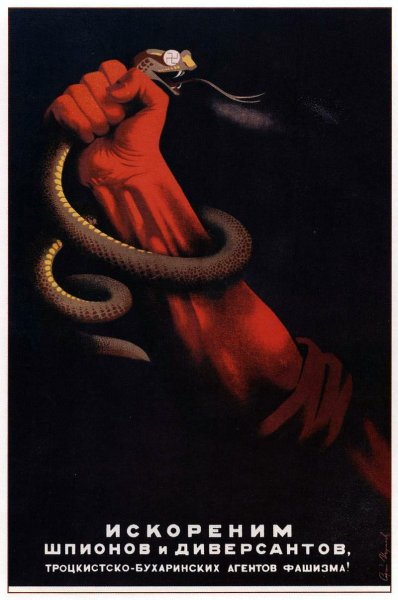 ИСКОРЕНИМ
ШПИОНОВ и ДИВЕРСАНТОВ,
ТРОЦКИСТСКО-БУХАРИНСКИХ АГЕНТОВ ФАШИЗМА!